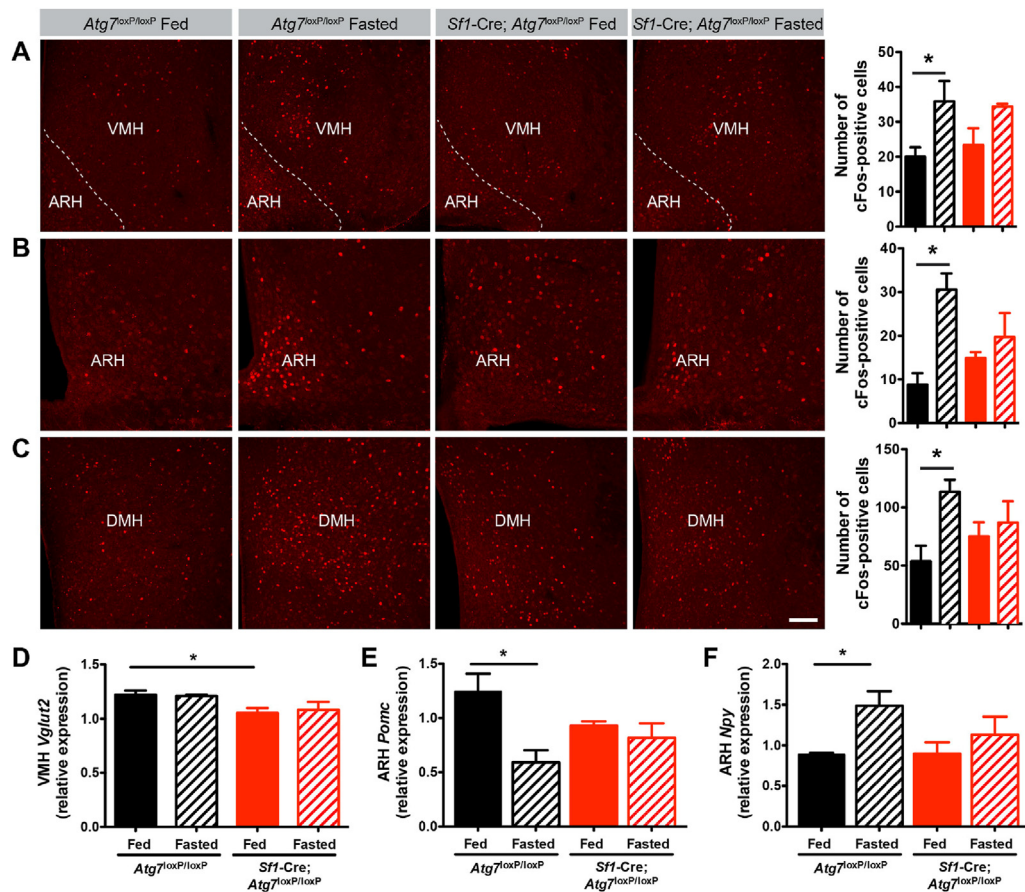 Atg7loxP/loxP Fed
Atg7loxP/loxP Fasted
Sf1-Cre; Atg7loxP/loxP Fed
Sf1-Cre; Atg7loxP/loxP Fasted
A
VMH
ARH
VMH
ARH
VMH
ARH
VMH
ARH
Number of
cFos-positive cells
50
40
30
20
10
0
*
B
ARH
ARH
ARH
ARH
Number of
cFos-positive cells
40
30
20
10
0
*
C
DMH
DMH
DMH
DMH
Number of
cFos-positive cells
150
100
50
0
*
D
VMH Vglut2
(relative expression)
1.5
1.0
0.5
0.0
*
Fed
Fasted
Fed
Fasted
Atg7loxP/loxP
Sf1-Cre;
Atg7loxP/loxP
E
ARH Pomc
(relative expression)
1.5
1.0
0.5
0.0
*
Fed
Fasted
Fed
Fasted
Atg7loxP/loxP
Sf1-Cre;
Atg7loxP/loxP
F
ARH Npy
(relative expression)
2.0
1.5
1.0
0.5
0.0
*
Fed
Fasted
Fed
Fasted
Atg7loxP/loxP
Sf1-Cre;
Atg7loxP/loxP